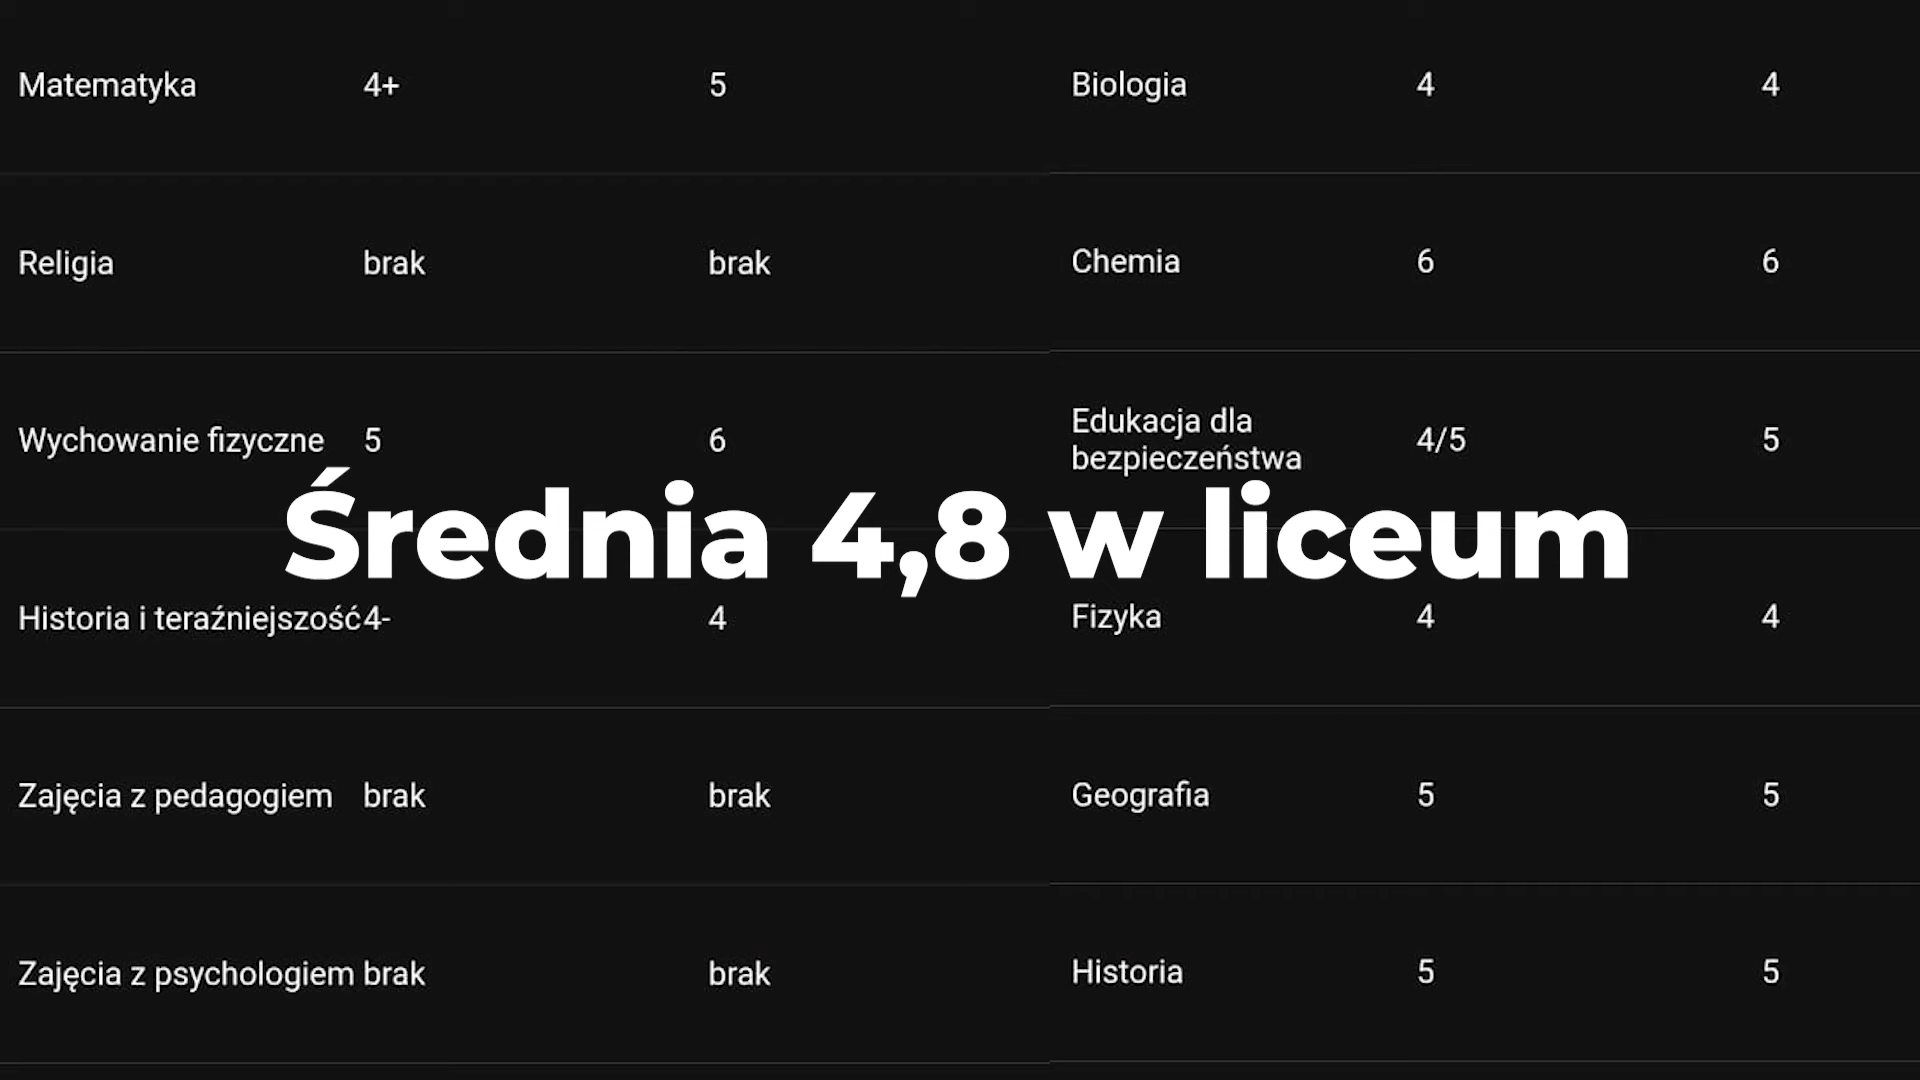 Matematyka 4+ 5
Religia brak brak
Wychowanie fizyczne 5 6
Historia i teraźniejszość 4- 4
Zajęcia z pedagogiem brak brak
Zajęcia z psychologiem brak brak
Biologia 4 4
Chemia 6 6
Edukacja dla
bezpieczeństwa 4/5 5
Fizyka 4 4
Geografia 5 5
Historia 5 5
Średnia 4,8 w liceum